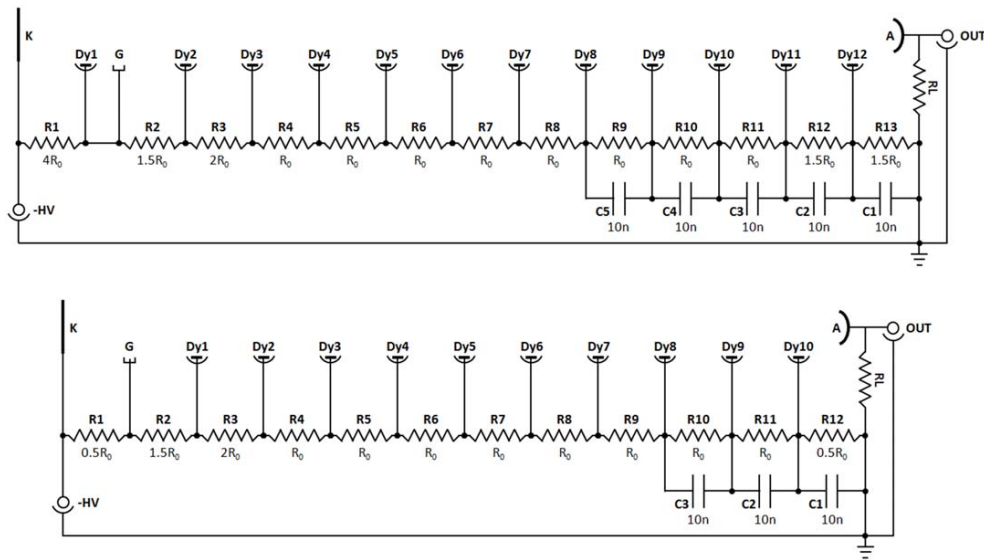 K Dy1 G Dy2 Dy3 Dy4 Dy5 Dy6 Dy7 Dy8 Dy9 Dy10 Dy11 Dy12 A OUT
RL
R1 R2 R3 R4 R5 R6 R7 R8 R9 R10 R11 R12 R13
4R₀ 1.5R₀ 2R₀ R₀ R₀ R₀ R₀ R₀ R₀ R₀ R₀ 1.5R₀ 1.5R₀
-HV
C5 C4 C3 C2 C1
10n 10n 10n 10n 10n
K G Dy1 Dy2 Dy3 Dy4 Dy5 Dy6 Dy7 Dy8 Dy9 Dy10 A OUT
RL
R1 R2 R3 R4 R5 R6 R7 R8 R9 R10 R11 R12
0.5R₀ 1.5R₀ 2R₀ R₀ R₀ R₀ R₀ R₀ R₀ R₀ R₀ 0.5R₀
-HV
C3 C2 C1
10n 10n 10n